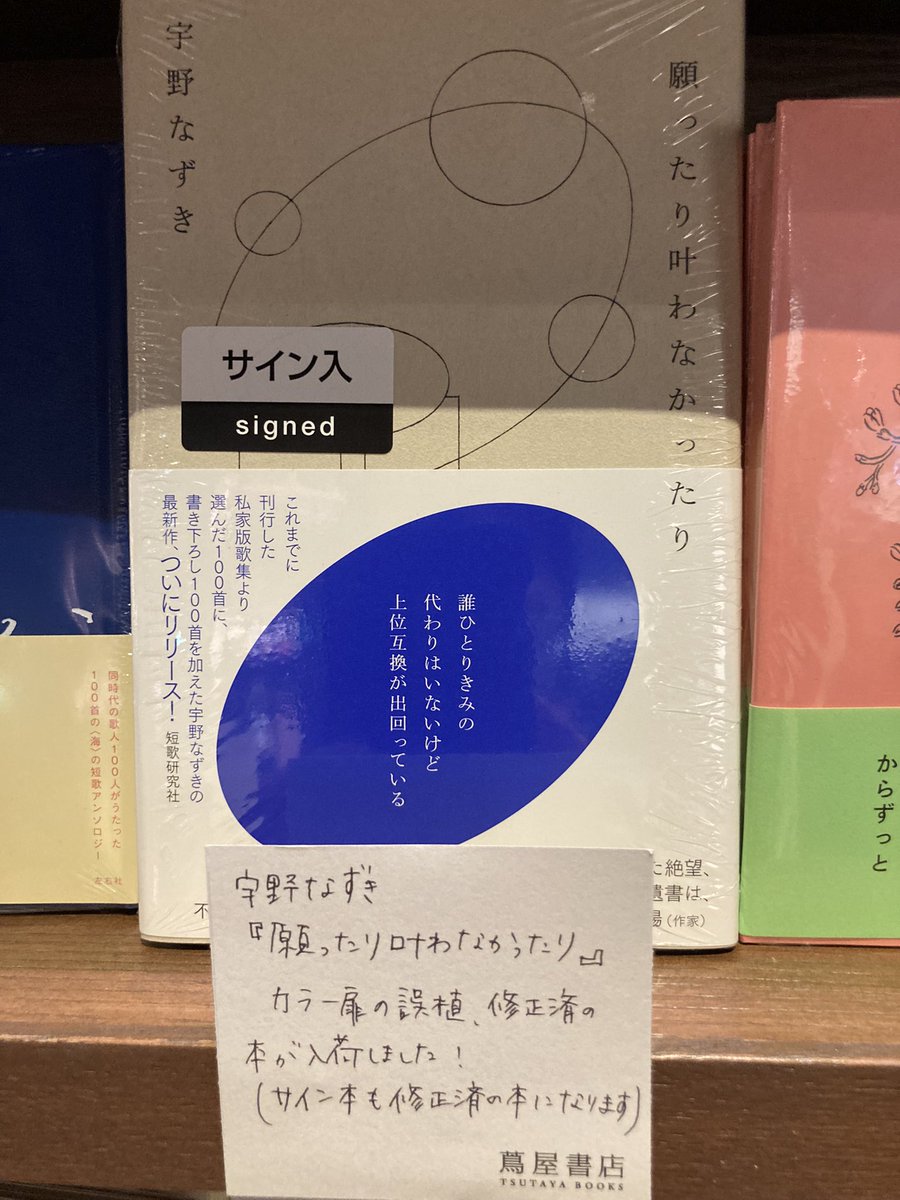 願ったり叶わなかったり
宇野なずき
サイン入
signed
誰ひとりきみの
代わりはいないけど
上位互換が出回っている
これまでに
刊行した
私家版歌集より
選んだ100首に、
書き下ろし100首を加えた宇野なずきの
最新作、ついにリリース！
短歌研究社
絶望、
遺書は、
（作家）
不
宇野なずき
『願ったり叶わなかったり』
カラー扉の誤植、修正済の
本が入荷しました！
（サイン本も修正済の本になります）
蔦屋書店
TSUTAYA BOOKS
同時代の歌人100人がうたった
100首の〈海〉の短歌アンソロジー
左右社
からずっと